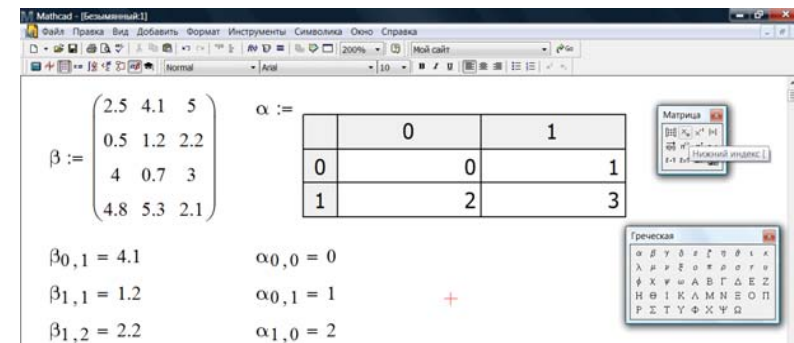 Mathcad - [Безымянный:1]
Файл Правка Вид Добавить Формат Инструменты Символика Окно Справка
200% Мой сайт Go
Normal Arial 10 B I U
β := α :=
2.5 4.1 5
0.5 1.2 2.2
4 0.7 3
4.8 5.3 2.1
0 1
0 0 1
1 2 3
Матрица
Нижний индекс [
β0,1 = 4.1 α0,0 = 0
β1,1 = 1.2 α0,1 = 1
β1,2 = 2.2 α1,0 = 2
Греческая
α β γ δ ε ζ η θ ι κ
λ μ ν ξ ο π ρ σ τ υ
ϕ χ ψ ω Α Β Γ Δ Ε Ζ
Η Θ Ι Κ Λ Μ Ν Ξ Ο Π
Ρ Σ Τ Υ Φ Χ Ψ Ω